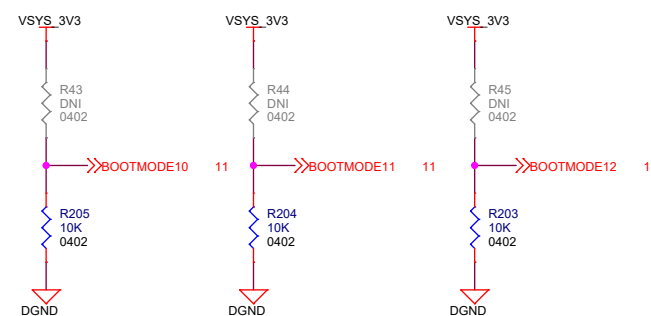 VSYS_3V3 VSYS_3V3 VSYS_3V3
R43 R44 R45
DNI DNI DNI
0402 0402 0402
BOOTMODE10 11 BOOTMODE11 11 BOOTMODE12 1
R205 R204 R203
10K 10K 10K
0402 0402 0402
DGND DGND DGND